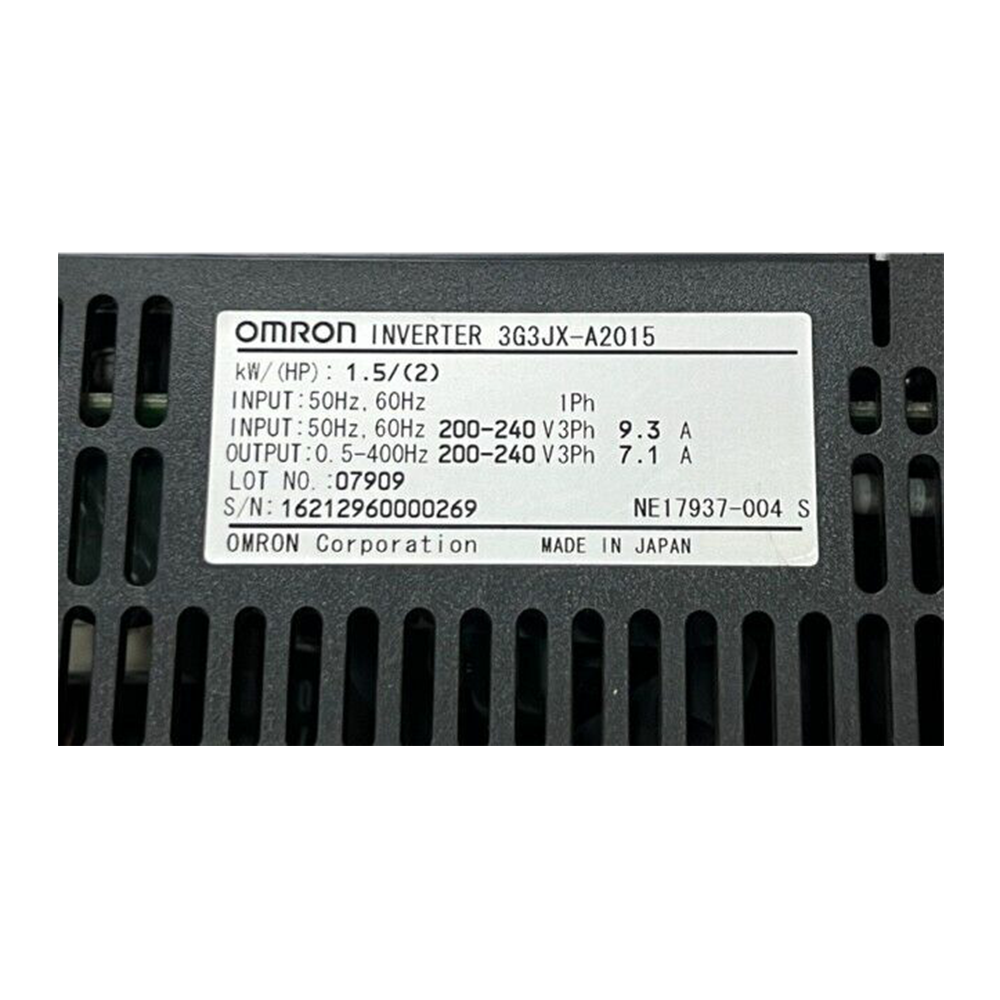 OMRON INVERTER 3G3JX-A2015
kW/(HP): 1.5/(2)
INPUT:50Hz,60Hz 1Ph
INPUT:50Hz,60Hz 200-240 V3Ph 9.3 A
OUTPUT:0.5-400Hz 200-240 V3Ph 7.1 A
LOT NO.:07909
S/N: 16212960000269 NE17937-004 S
OMRON Corporation MADE IN JAPAN